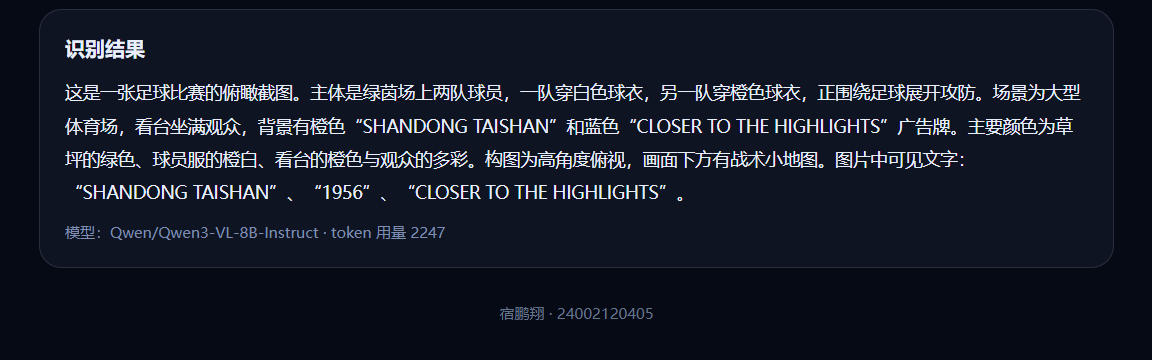 识别结果
这是一张足球比赛的俯瞰截图。主体是绿茵场上两队球员，一队穿白色球衣，另一队穿橙色球衣，正围绕足球展开攻防。场景为大型
体育场，看台坐满观众，背景有橙色“SHANDONG TAISHAN”和蓝色“CLOSER TO THE HIGHLIGHTS”广告牌。主要颜色为草
坪的绿色、球员服的橙白、看台的橙色与观众的多彩。构图为高角度俯视，画面下方有战术小地图。图片中可见文字：
“SHANDONG TAISHAN”、“1956”、“CLOSER TO THE HIGHLIGHTS”。
模型：Qwen/Qwen3-VL-8B-Instruct · token 用量 2247
宿鹏翔 · 24002120405